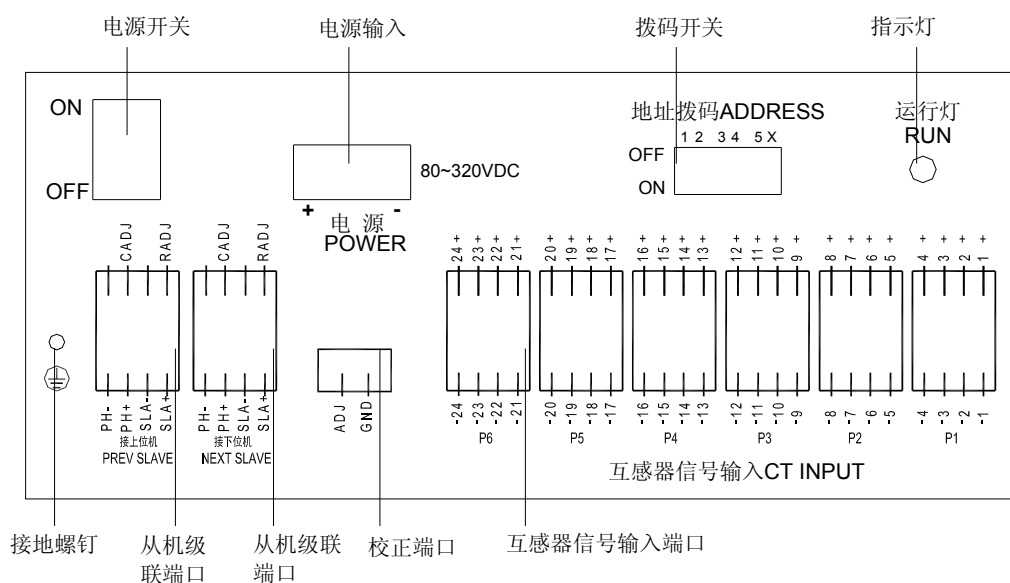 电源开关
电源输入
拨码开关
指示灯
ON
OFF
80~320VDC
+ -
电 源
POWER
地址拨码ADDRESS
1 2 3 4 5 X
OFF
ON
运行灯
RUN
CADJ RADJ
CADJ RADJ
24+ 23+ 22+ 21+
20+ 19+ 18+ 17+
16+ 15+ 14+ 13+
12+ 11+ 10+ 9+
8+ 7+ 6+ 5+
4+ 3+ 2+ 1+
PH- PH+ SLA- SLA+
接上位机
PREV SLAVE
PH- PH+ SLA- SLA+
接下位机
NEXT SLAVE
ADJ GND
-24 -23 -22 -21
P6
-20 -19 -18 -17
P5
-16 -15 -14 -13
P4
-12 -11 -10 -9
P3
-8 -7 -6 -5
P2
-4 -3 -2 -1
P1
互感器信号输入CT INPUT
接地螺钉
从机级
联端口
从机级联
端口
校正端口
互感器信号输入端口